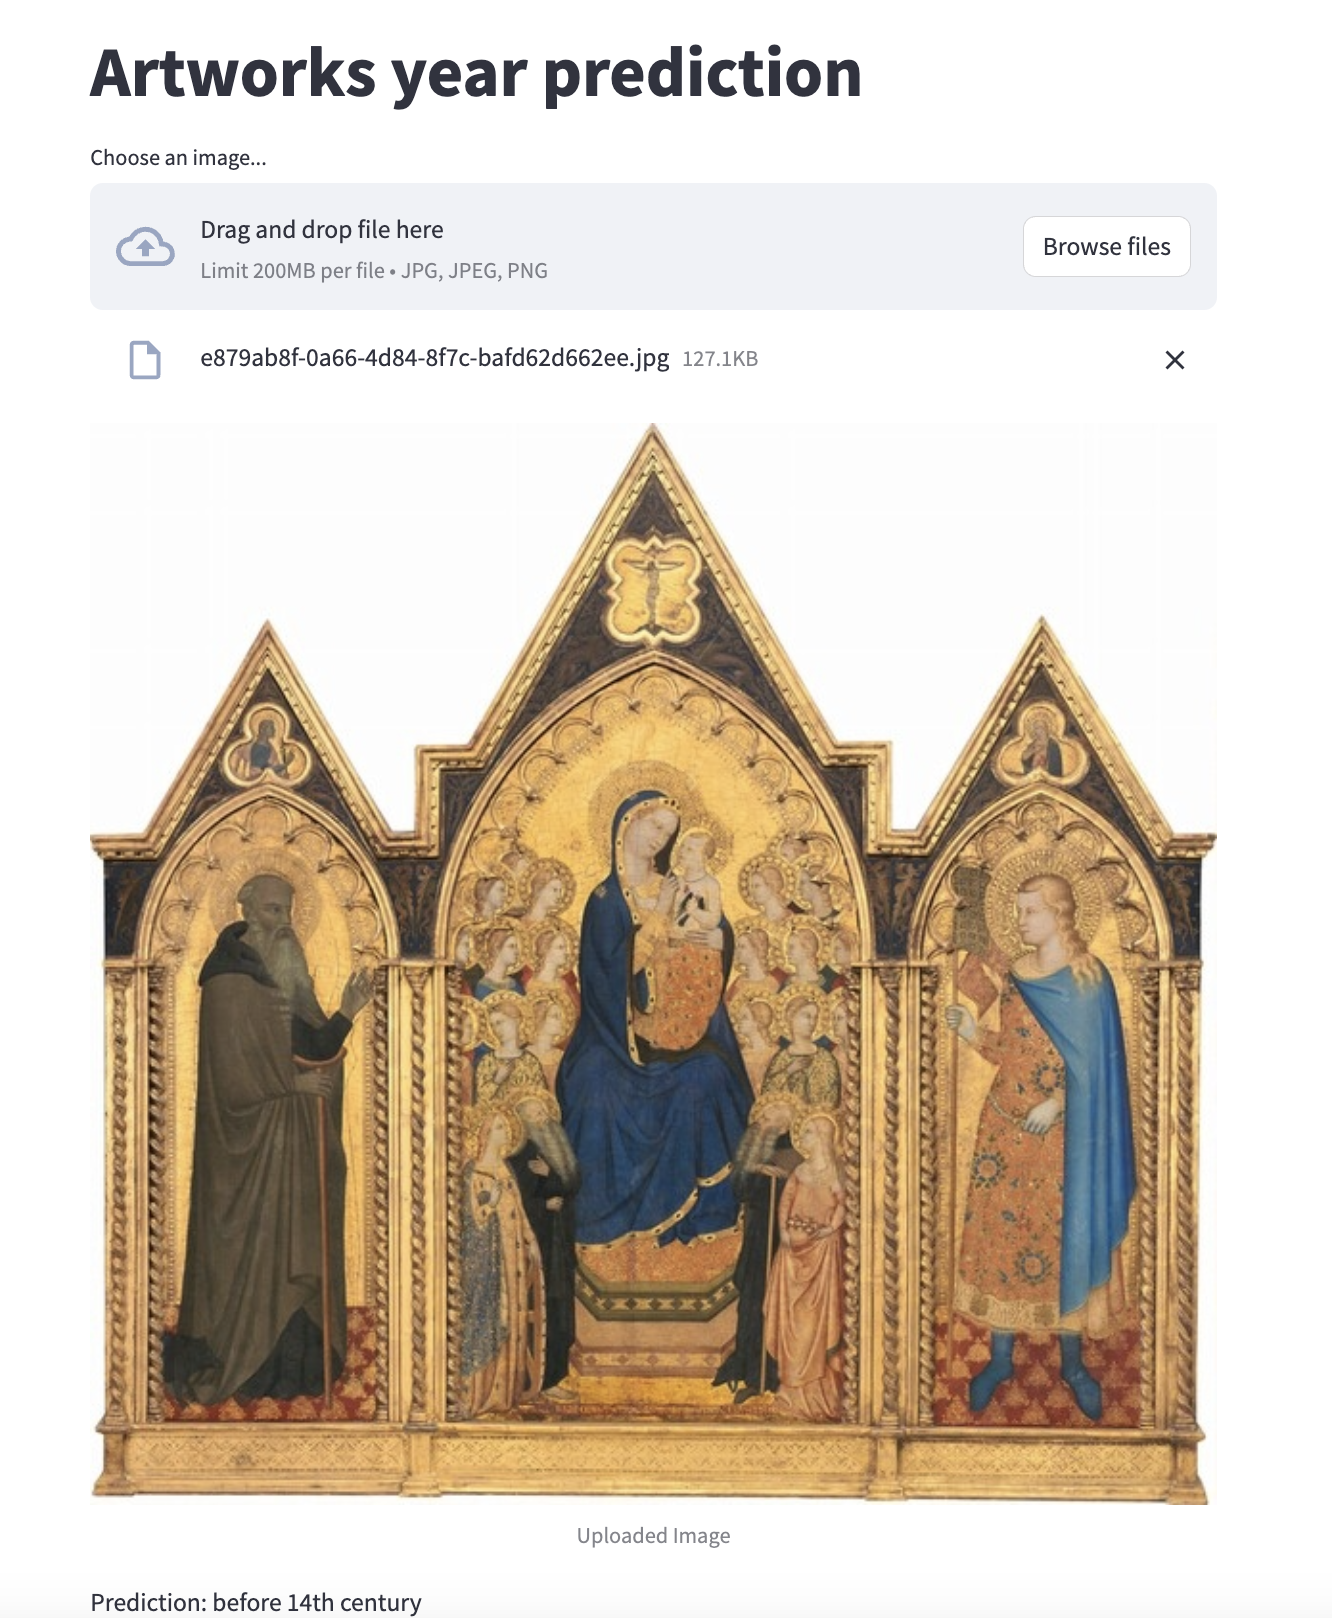 Artworks year prediction
Choose an image...
Drag and drop file here
Limit 200MB per file • JPG, JPEG, PNG
Browse files
e879ab8f-0a66-4d84-8f7c-bafd62d662ee.jpg 127.1KB
Uploaded Image
Prediction: before 14th century